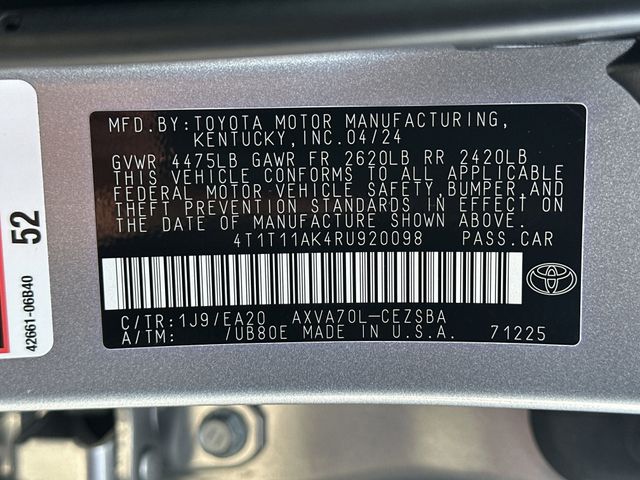 MFD.BY:TOYOTA MOTOR MANUFACTURING,
KENTUCKY,INC.04/24
GVWR 4475LB GAWR FR 2620LB RR 2420LB
THIS VEHICLE CONFORMS TO ALL APPLICABLE
FEDERAL MOTOR VEHICLE SAFETY,BUMPER,AND
THEFT PREVENTION STANDARDS IN EFFECT ON
THE DATE OF MANUFACTURE SHOWN ABOVE.
4T1T11AK4RU920098 PASS.CAR
C/TR:1J9/EA20 AXVA70L-CEZSBA
A/TM: /UB80E MADE IN U.S.A. 71225
52
42661-06B40